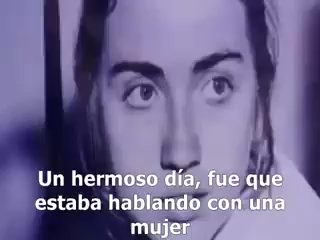 Un hermoso día, fue que
estaba hablando con una
mujer